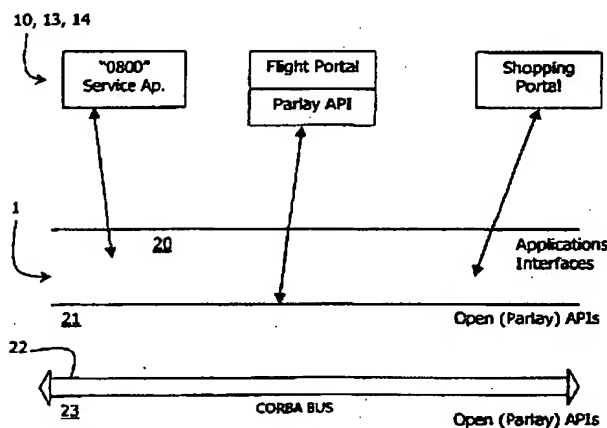 10, 13, 14
"0800"
Service Ap.
Flight Portal
Parlay API
Shopping
Portal
1
20
Applications
Interfaces
21
Open (Parlay) APIs
22
CORBA BUS
23
Open (Parlay) APIs